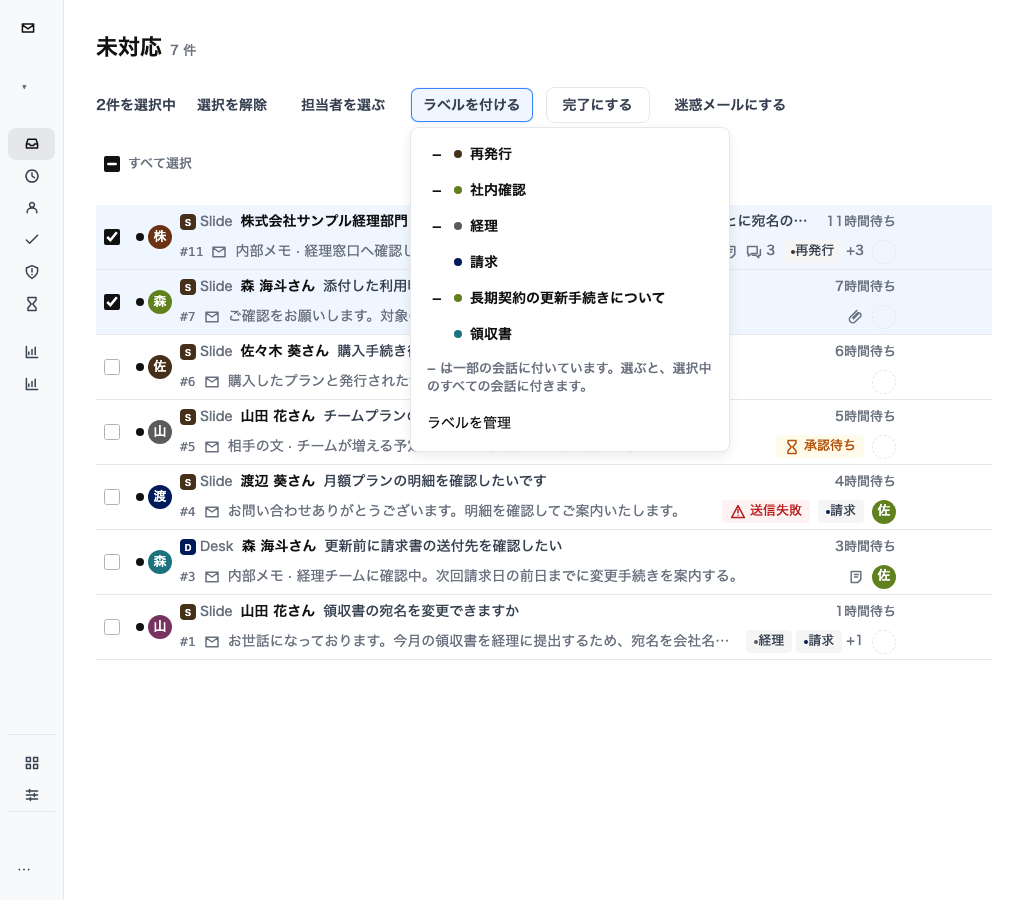 未対応 7 件
2件を選択中 選択を解除 担当者を選ぶ ラベルを付ける 完了にする 迷惑メールにする
すべて選択
– 再発行
– 社内確認
– 経理
請求
– 長期契約の更新手続きについて
領収書
– は一部の会話に付いています。選ぶと、選択中
のすべての会話に付きます。
ラベルを管理
株 S Slide 株式会社サンプル経理部門 とに宛名の… 11時間待ち
#11 内部メモ · 経理窓口へ確認し 3 •再発行 +3
森 S Slide 森 海斗さん 添付した利用 7時間待ち
#7 ご確認をお願いします。対象
佐 S Slide 佐々木 葵さん 購入手続き 6時間待ち
#6 購入したプランと発行された
山 S Slide 山田 花さん チームプランの 5時間待ち
#5 相手の文 · チームが増える予定 承認待ち
渡 S Slide 渡辺 葵さん 月額プランの明細を確認したいです 4時間待ち
#4 お問い合わせありがとうございます。明細を確認してご案内いたします。 送信失敗 •請求 佐
森 D Desk 森 海斗さん 更新前に請求書の送付先を確認したい 3時間待ち
#3 内部メモ · 経理チームに確認中。次回請求日の前日までに変更手続きを案内する。 佐
山 S Slide 山田 花さん 領収書の宛名を変更できますか 1時間待ち
#1 お世話になっております。今月の領収書を経理に提出するため、宛名を会社名… •経理 •請求 +1